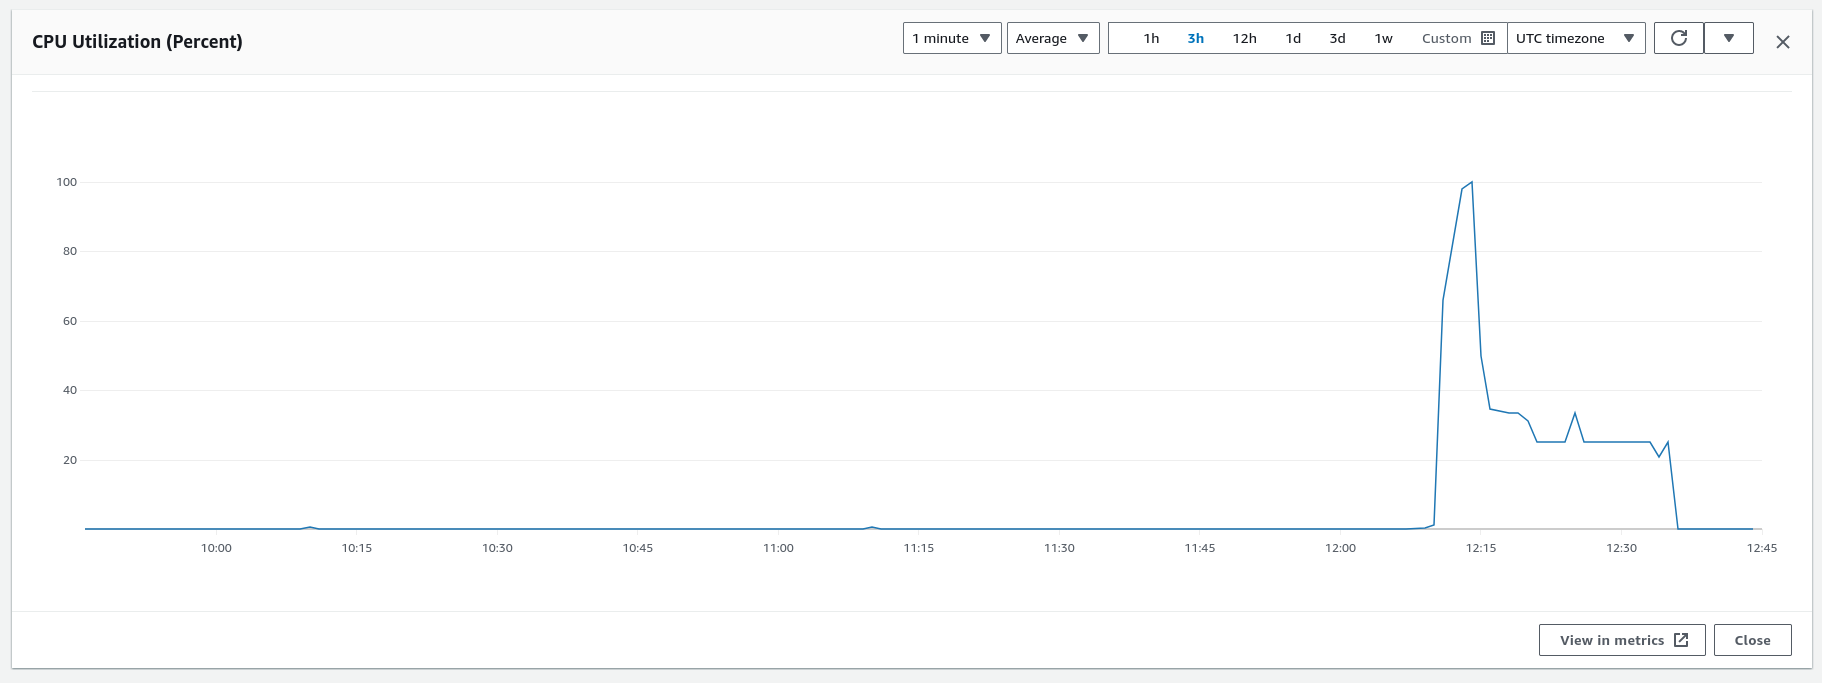 CPU Utilization (Percent)
1 minute Average 1h 3h 12h 1d 3d 1w Custom UTC timezone
100
80
60
40
20
10:00 10:15 10:30 10:45 11:00 11:15 11:30 11:45 12:00 12:15 12:30 12:45
View in metrics Close